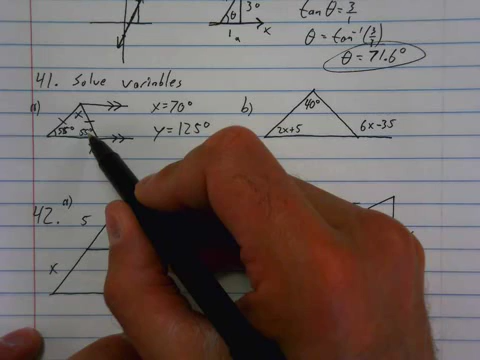 tan θ = 3/1
3
θ
1
a
x
θ = tan⁻¹(3/1)
θ = 71.6°
41. Solve variables
a)
x
55°
55
x = 70°
y = 125°
b)
40°
2x+5
6x-35
42.
a)
5
x